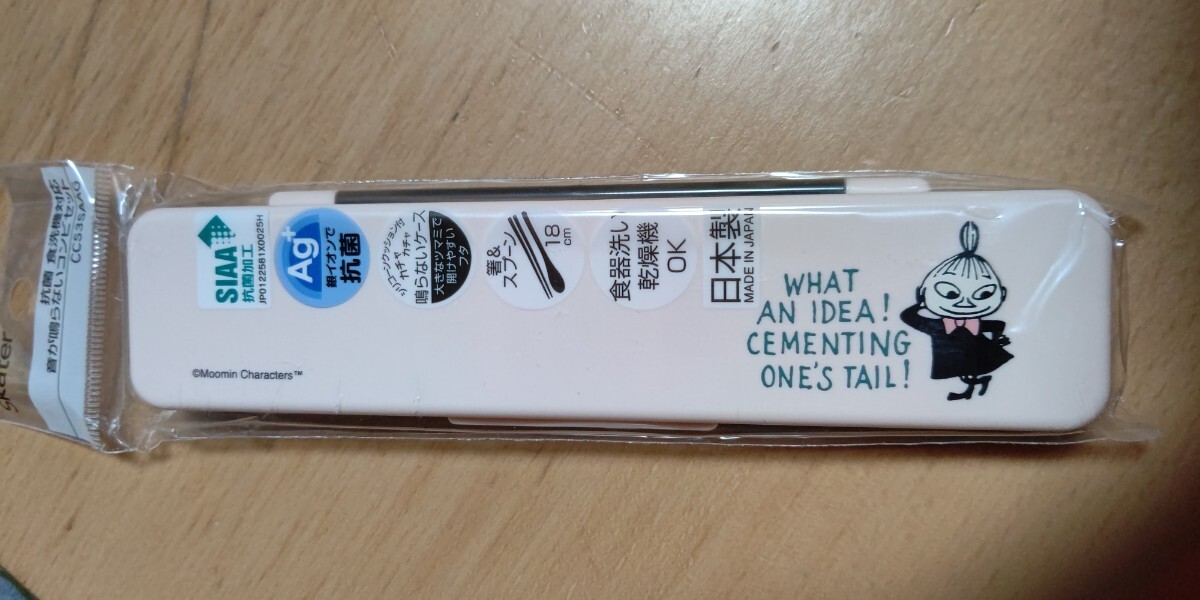 skater
抗菌 食洗機対応
音が鳴らないコンビセット
CCS3SAAG
SIAA
抗菌加工
JP0122581X0025H
Ag+
銀イオンで
抗菌
シリコーンクッション付
カチャカチャ
鳴らないケース
大きなツマミで
開けやすい
フタ
箸&
スプーン
18
cm
食器洗い
乾燥機
OK
日本製
MADE IN JAPAN
WHAT
AN IDEA!
CEMENTING
ONE'S TAIL!
©Moomin Characters™